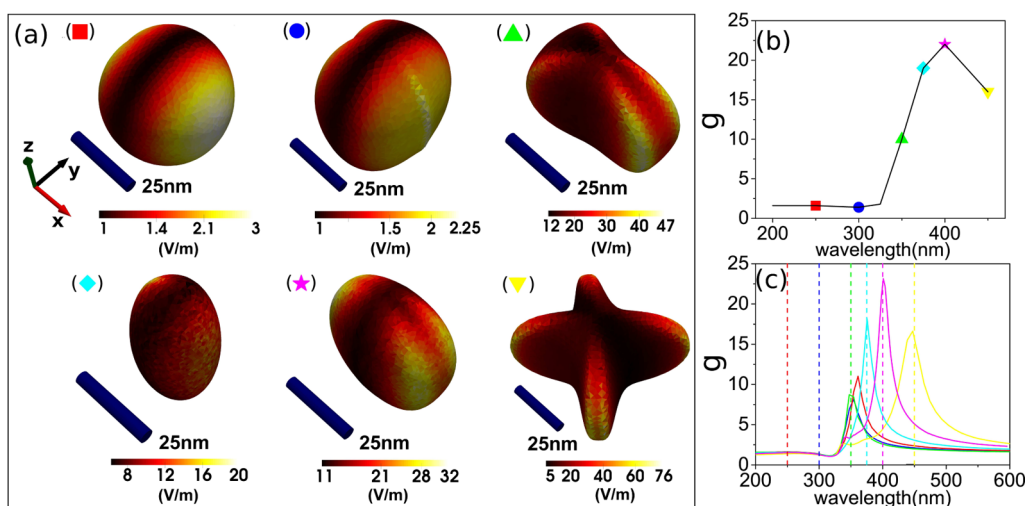 (a)
(■)
(●)
(▲)
z
y
x
25nm
25nm
25nm
1 1.4 2.1 3
(V/m)
1 1.5 2 2.25
(V/m)
12 20 30 40 47
(V/m)
(◆)
(★)
(▼)
25nm
25nm
25nm
8 12 16 20
(V/m)
11 21 28 32
(V/m)
5 20 40 60 76
(V/m)
(b)
25
20
15
10
5
0
g
200 300 400
wavelength(nm)
(c)
25
20
15
10
5
0
g
200 300 400 500 600
wavelength(nm)